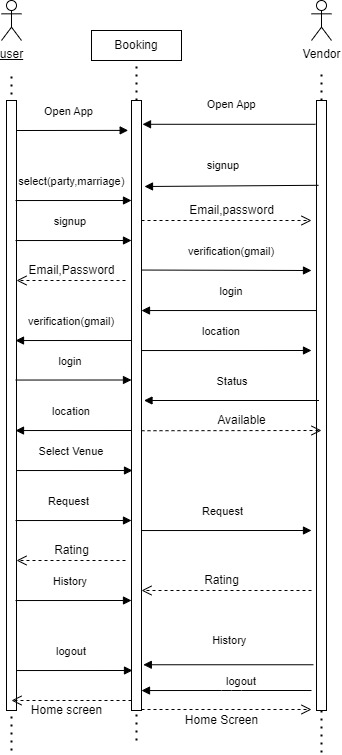 user
Booking
Vendor
Open App
Open App
signup
select(party,marriage)
Email,password
signup
verification(gmail)
Email,Password
login
verification(gmail)
location
login
Status
location
Available
Select Venue
Request
Request
Rating
Rating
History
History
logout
logout
Home screen
Home Screen